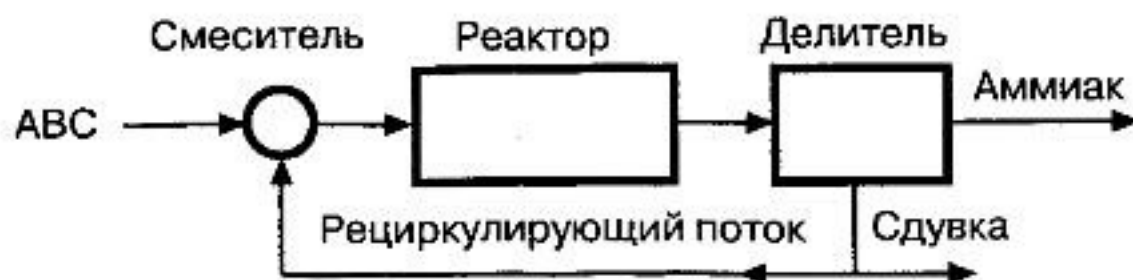 Смеситель
Реактор
Делитель
АВС
Аммиак
Рециркулирующий поток
Сдувка